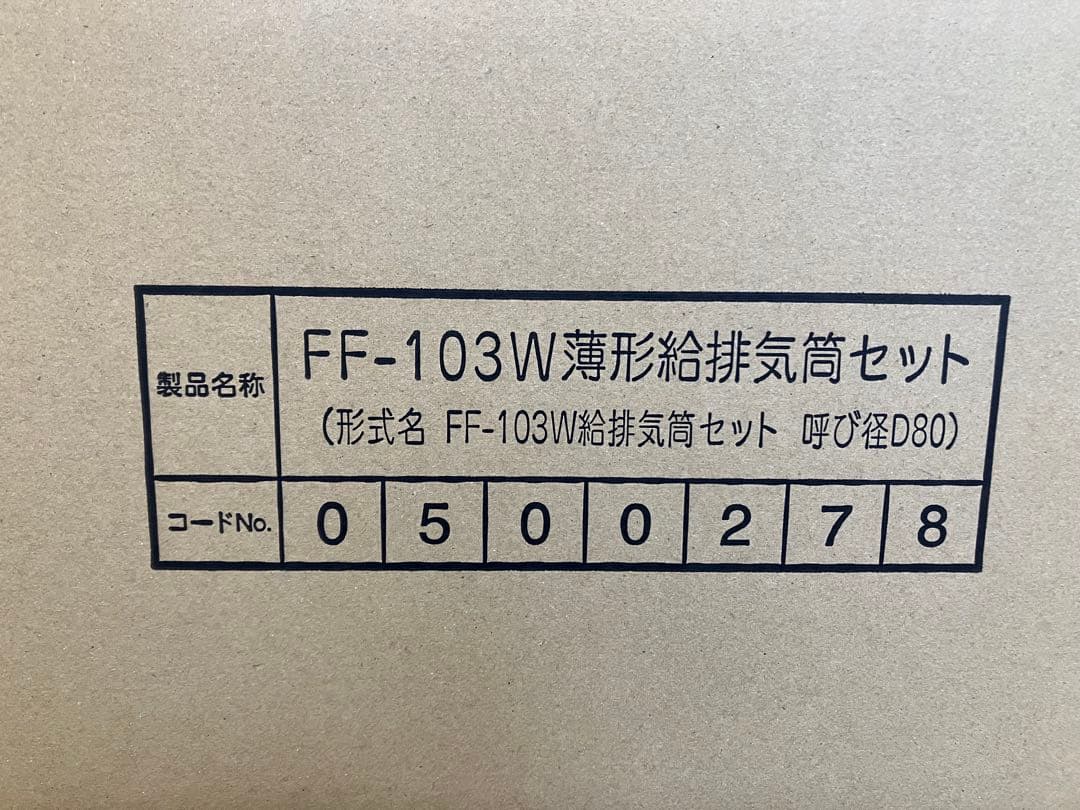 製品名称
FF-103W薄形給排気筒セット
(形式名 FF-103W給排気筒セット 呼び径D80)
コードNo. 0 5 0 0 2 7 8